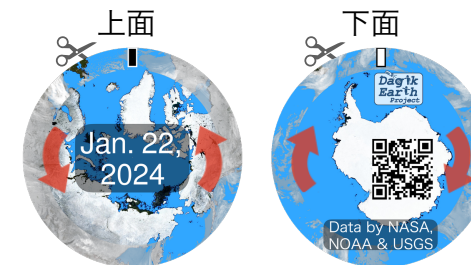 上面
下面
Dagik
Earth
Project
Jan. 22,
2024
Data by NASA,
NOAA & USGS